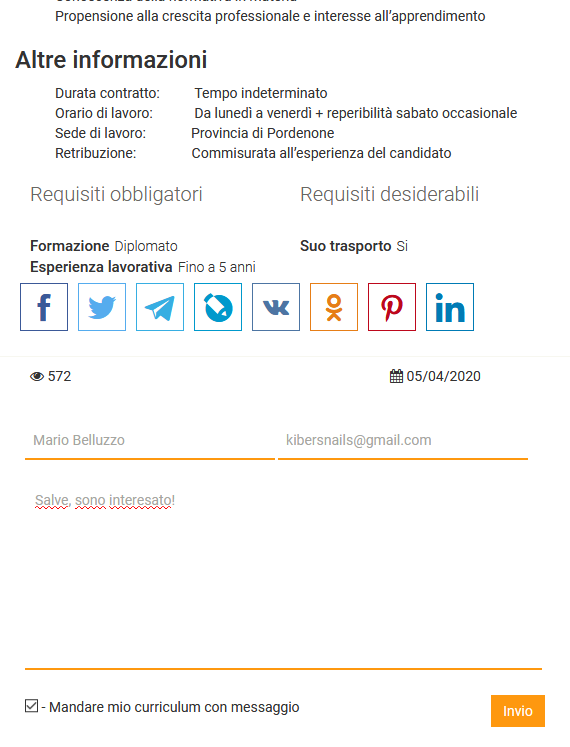 Propensione alla crescita professionale e interesse all'apprendimento
Altre informazioni
Durata contratto: Tempo indeterminato
Orario di lavoro: Da lunedì a venerdì + reperibilità sabato occasionale
Sede di lavoro: Provincia di Pordenone
Retribuzione: Commisurata all'esperienza del candidato
Requisiti obbligatori
Requisiti desiderabili
Formazione Diplomato
Suo trasporto Si
Esperienza lavorativa Fino a 5 anni
572
05/04/2020
Mario Belluzzo
kibersnails@gmail.com
Salve, sono interesato!
- Mandare mio curriculum con messaggio
Invio